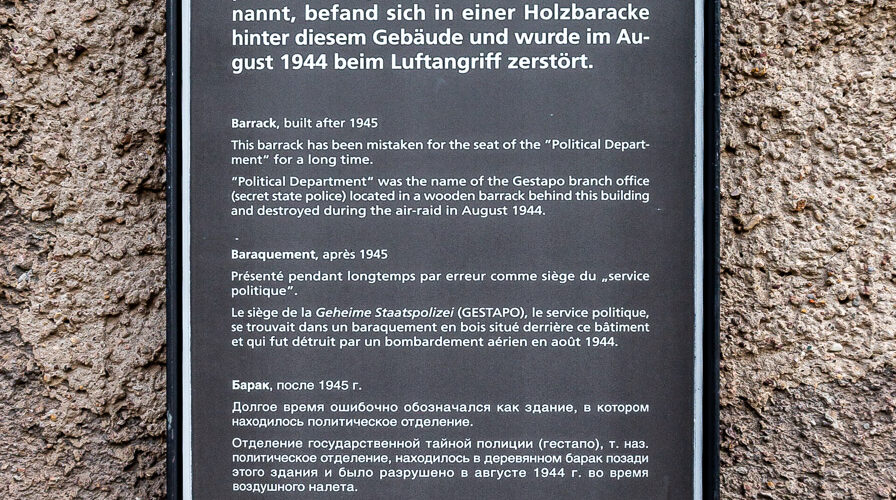 nannt, befand sich in einer Holzbaracke
hinter diesem Gebäude und wurde im Au-
gust 1944 beim Luftangriff zerstört.
Barrack, built after 1945
This barrack has been mistaken for the seat of the "Political Depart-
ment" for a long time.
"Political Department" was the name of the Gestapo branch office
(secret state police) located in a wooden barrack behind this building
and destroyed during the air-raid in August 1944.
Baraquement, après 1945
Présenté pendant longtemps par erreur comme siège du „service
politique".
Le siège de la Geheime Staatspolizei (GESTAPO), le service politique,
se trouvait dans un baraquement en bois situé derrière ce bâtiment
et qui fut détruit par un bombardement aérien en août 1944.
Барак, после 1945 г.
Долгое время ошибочно обозначался как здание, в котором
находилось политическое отделение.
Отделение государственной тайной полиции (гестапо), т. наз.
политическое отделение, находилось в деревянном барак позади
этого здания и было разрушено в августе 1944 г. во время
воздушного налета.